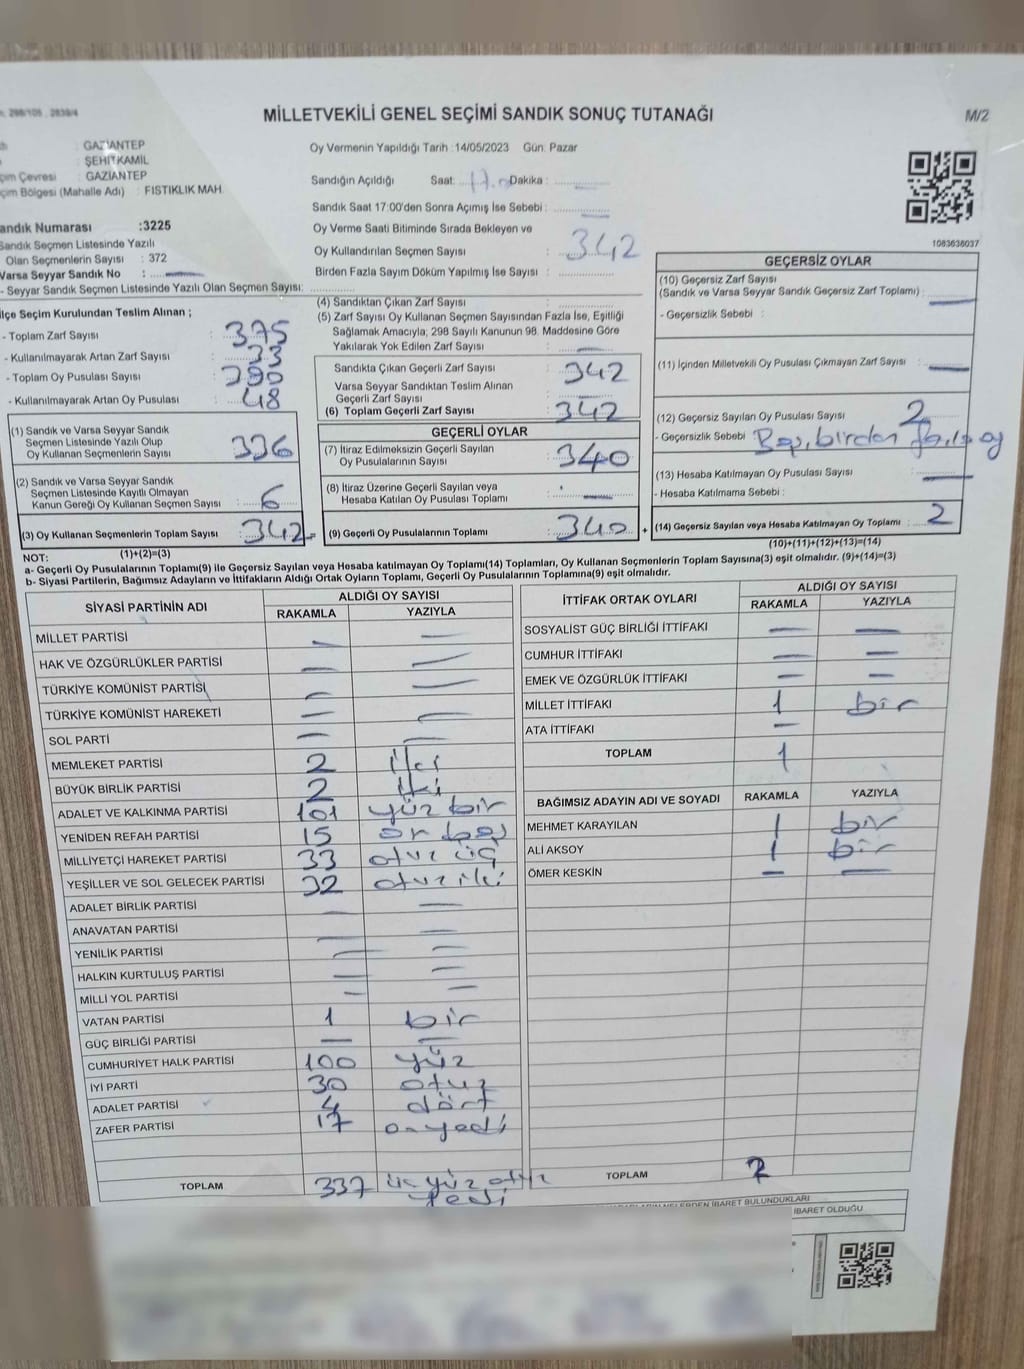 298/105 , 2839/4
MİLLETVEKİLİ GENEL SEÇİMİ SANDIK SONUÇ TUTANAĞI
M/2
: GAZİANTEP
: ŞEHİTKAMİL
çim Çevresi : GAZİANTEP
çim Bölgesi (Mahalle Adı) : FISTIKLIK MAH.
andık Numarası :3225
Sandık Seçmen Listesinde Yazılı
Olan Seçmenlerin Sayısı : 372
Varsa Seyyar Sandık No : —
- Seyyar Sandık Seçmen Listesinde Yazılı Olan Seçmen Sayısı:
Oy Vermenin Yapıldığı Tarih :14/05/2023 Gün: Pazar
Sandığın Açıldığı Saat: 17.00 Dakika : —
Sandık Saat 17:00'den Sonra Açımış İse Sebebi : —
Oy Verme Saati Bitiminde Sırada Bekleyen ve
Oy Kullandırılan Seçmen Sayısı : 342
Birden Fazla Sayım Döküm Yapılmış İse Sayısı :
1083636037
ilçe Seçim Kurulundan Teslim Alınan ;
- Toplam Zarf Sayısı : 375
- Kullanılmayarak Artan Zarf Sayısı : 33
- Toplam Oy Pusulası Sayısı : 390
- Kullanılmayarak Artan Oy Pusulası : 48
(1) Sandık ve Varsa Seyyar Sandık
Seçmen Listesinde Yazılı Olup
Oy Kullanan Seçmenlerin Sayısı : 336
(2) Sandık ve Varsa Seyyar Sandık
Seçmen Listesinde Kayıtlı Olmayan
Kanun Gereği Oy Kullanan Seçmen Sayısı : 6
(3) Oy Kullanan Seçmenlerin Toplam Sayısı : 342 =
(1)+(2)=(3)
(4) Sandıktan Çıkan Zarf Sayısı :
(5) Zarf Sayısı Oy Kullanan Seçmen Sayısından Fazla İse, Eşitliği
Sağlamak Amacıyla; 298 Sayılı Kanunun 98. Maddesine Göre
Yakılarak Yok Edilen Zarf Sayısı : —
Sandıkta Çıkan Geçerli Zarf Sayısı : 342
Varsa Seyyar Sandıktan Teslim Alınan
Geçerli Zarf Sayısı : —
(6) Toplam Geçerli Zarf Sayısı : 342
GEÇERLİ OYLAR
(7) İtiraz Edilmeksizin Geçerli Sayılan
Oy Pusulalarının Sayısı : 340
(8) İtiraz Üzerine Geçerli Sayılan veya
Hesaba Katılan Oy Pusulası Toplamı : —
(9) Geçerli Oy Pusulalarının Toplamı : 340 +
GEÇERSİZ OYLAR
(10) Geçersiz Zarf Sayısı
(Sandık ve Varsa Seyyar Sandık Geçersiz Zarf Toplamı) : —
- Geçersizlik Sebebi :
(11) İçinden Milletvekili Oy Pusulası Çıkmayan Zarf Sayısı : —
(12) Geçersiz Sayılan Oy Pusulası Sayısı : 2
- Geçersizlik Sebebi : Boş, birden fazla oy
(13) Hesaba Katılmayan Oy Pusulası Sayısı : —
- Hesaba Katılmama Sebebi :
(14) Geçersiz Sayılan veya Hesaba Katılmayan Oy Toplamı : 2
(10)+(11)+(12)+(13)=(14)
NOT:
a- Geçerli Oy Pusulalarının Toplamı(9) ile Geçersiz Sayılan veya Hesaba katılmayan Oy Toplamı(14) Toplamları, Oy Kullanan Seçmenlerin Toplam Sayısına(3) eşit olmalıdır. (9)+(14)=(3)
b- Siyasi Partilerin, Bağımsız Adayların ve İttifakların Aldığı Ortak Oyların Toplamı, Geçerli Oy Pusulalarının Toplamına(9) eşit olmalıdır.
SİYASİ PARTİNİN ADI ALDIĞI OY SAYISI
RAKAMLA YAZIYLA
MİLLET PARTİSİ — —
HAK VE ÖZGÜRLÜKLER PARTİSİ — —
TÜRKİYE KOMÜNİST PARTİSİ — —
TÜRKİYE KOMÜNİST HAREKETİ — —
SOL PARTİ — —
MEMLEKET PARTİSİ 2 iki
BÜYÜK BİRLİK PARTİSİ 2 iki
ADALET VE KALKINMA PARTİSİ 101 yüz bir
YENİDEN REFAH PARTİSİ 15 on beş
MİLLİYETÇİ HAREKET PARTİSİ 33 otuz üç
YEŞİLLER VE SOL GELECEK PARTİSİ 32 otuz iki
ADALET BİRLİK PARTİSİ — —
ANAVATAN PARTİSİ — —
YENİLİK PARTİSİ — —
HALKIN KURTULUŞ PARTİSİ — —
MİLLİ YOL PARTİSİ — —
VATAN PARTİSİ 1 bir
GÜÇ BİRLİĞİ PARTİSİ — —
CUMHURİYET HALK PARTİSİ 100 yüz
İYİ PARTİ 30 otuz
ADALET PARTİSİ 4 dört
ZAFER PARTİSİ 17 onyedi
TOPLAM 337 üç yüz otuz
yedi
İTTİFAK ORTAK OYLARI ALDIĞI OY SAYISI
RAKAMLA YAZIYLA
SOSYALİST GÜÇ BİRLİĞİ İTTİFAKI — —
CUMHUR İTTİFAKI — —
EMEK VE ÖZGÜRLÜK İTTİFAKI — —
MİLLET İTTİFAKI 1 bir
ATA İTTİFAKI —
TOPLAM 1
BAĞIMSIZ ADAYIN ADI VE SOYADI RAKAMLA YAZIYLA
MEHMET KARAYILAN 1 bir
ALİ AKSOY 1 bir
ÖMER KESKİN — —
TOPLAM 2
NELERDEN İBARET BULUNDUKLARI
İBARET OLDUĞU